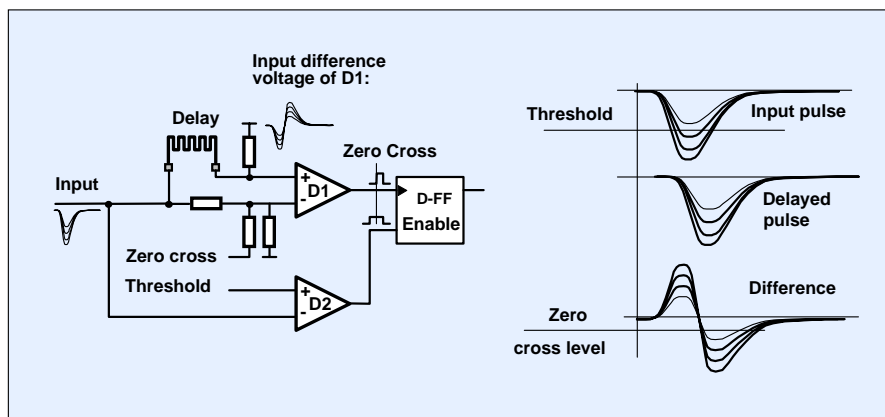 Input difference
voltage of D1:
Delay
Zero Cross
Input
+
D1
-
D-FF
Enable
Zero cross
Threshold
+
D2
-
Threshold
Input pulse
Delayed
pulse
Difference
Zero
cross level